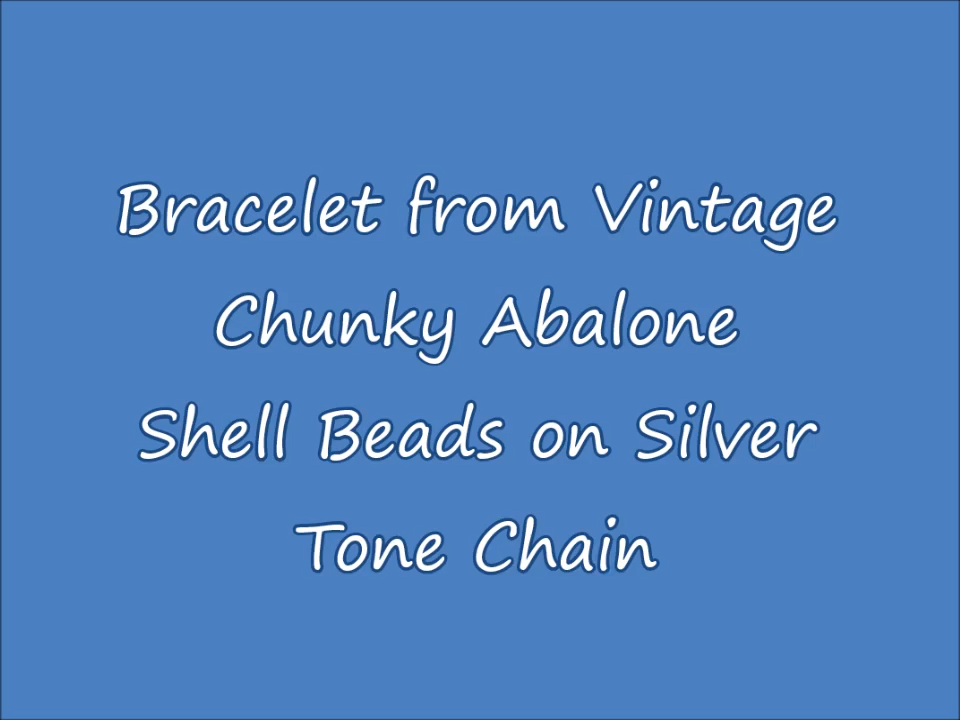 Bracelet from Vintage
Chunky Abalone
Shell Beads on Silver
Tone Chain